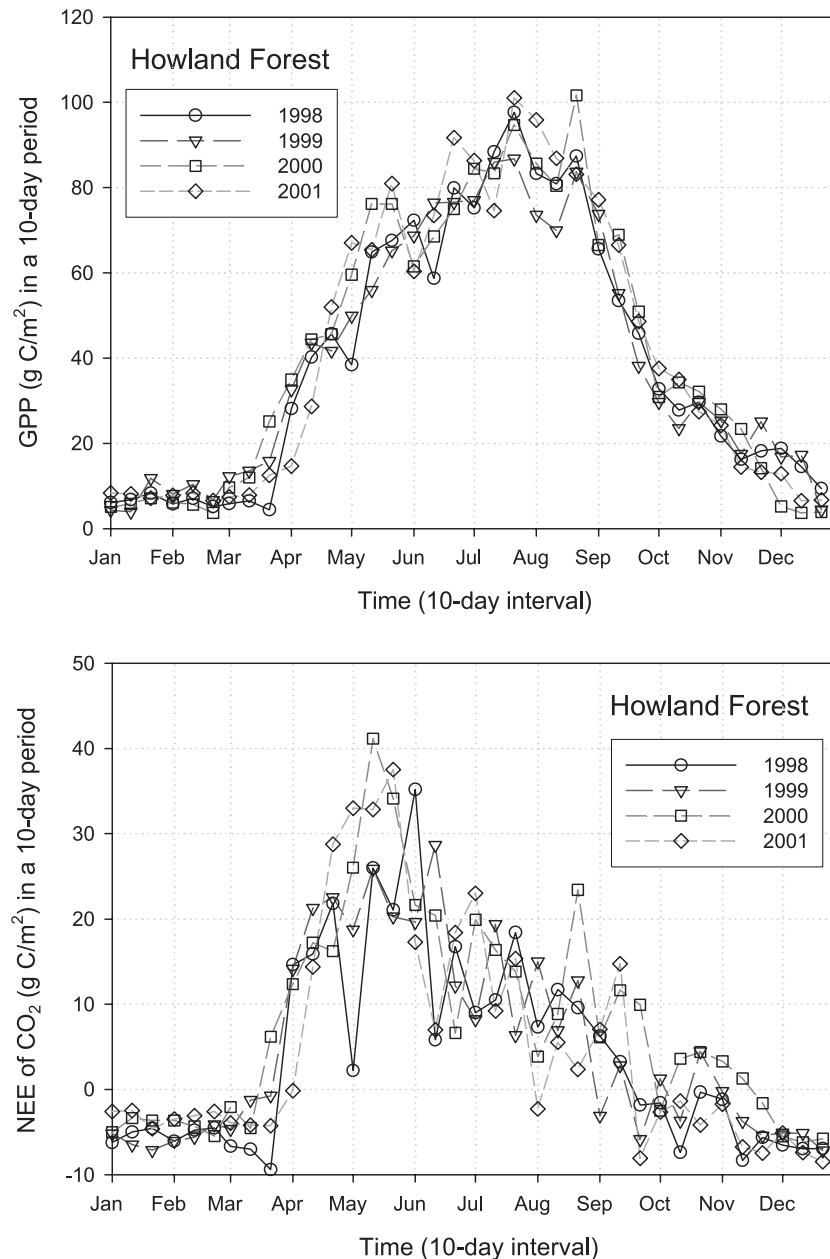 120
Howland Forest
1998
1999
2000
2001
100
80
60
40
20
0
GPP (g C/m²) in a 10-day period
Jan Feb Mar Apr May Jun Jul Aug Sep Oct Nov Dec
Time (10-day interval)
50
Howland Forest
1998
1999
2000
2001
40
30
20
10
0
-10
NEE of CO₂ (g C/m²) in a 10-day period
Jan Feb Mar Apr May Jun Jul Aug Sep Oct Nov Dec
Time (10-day interval)